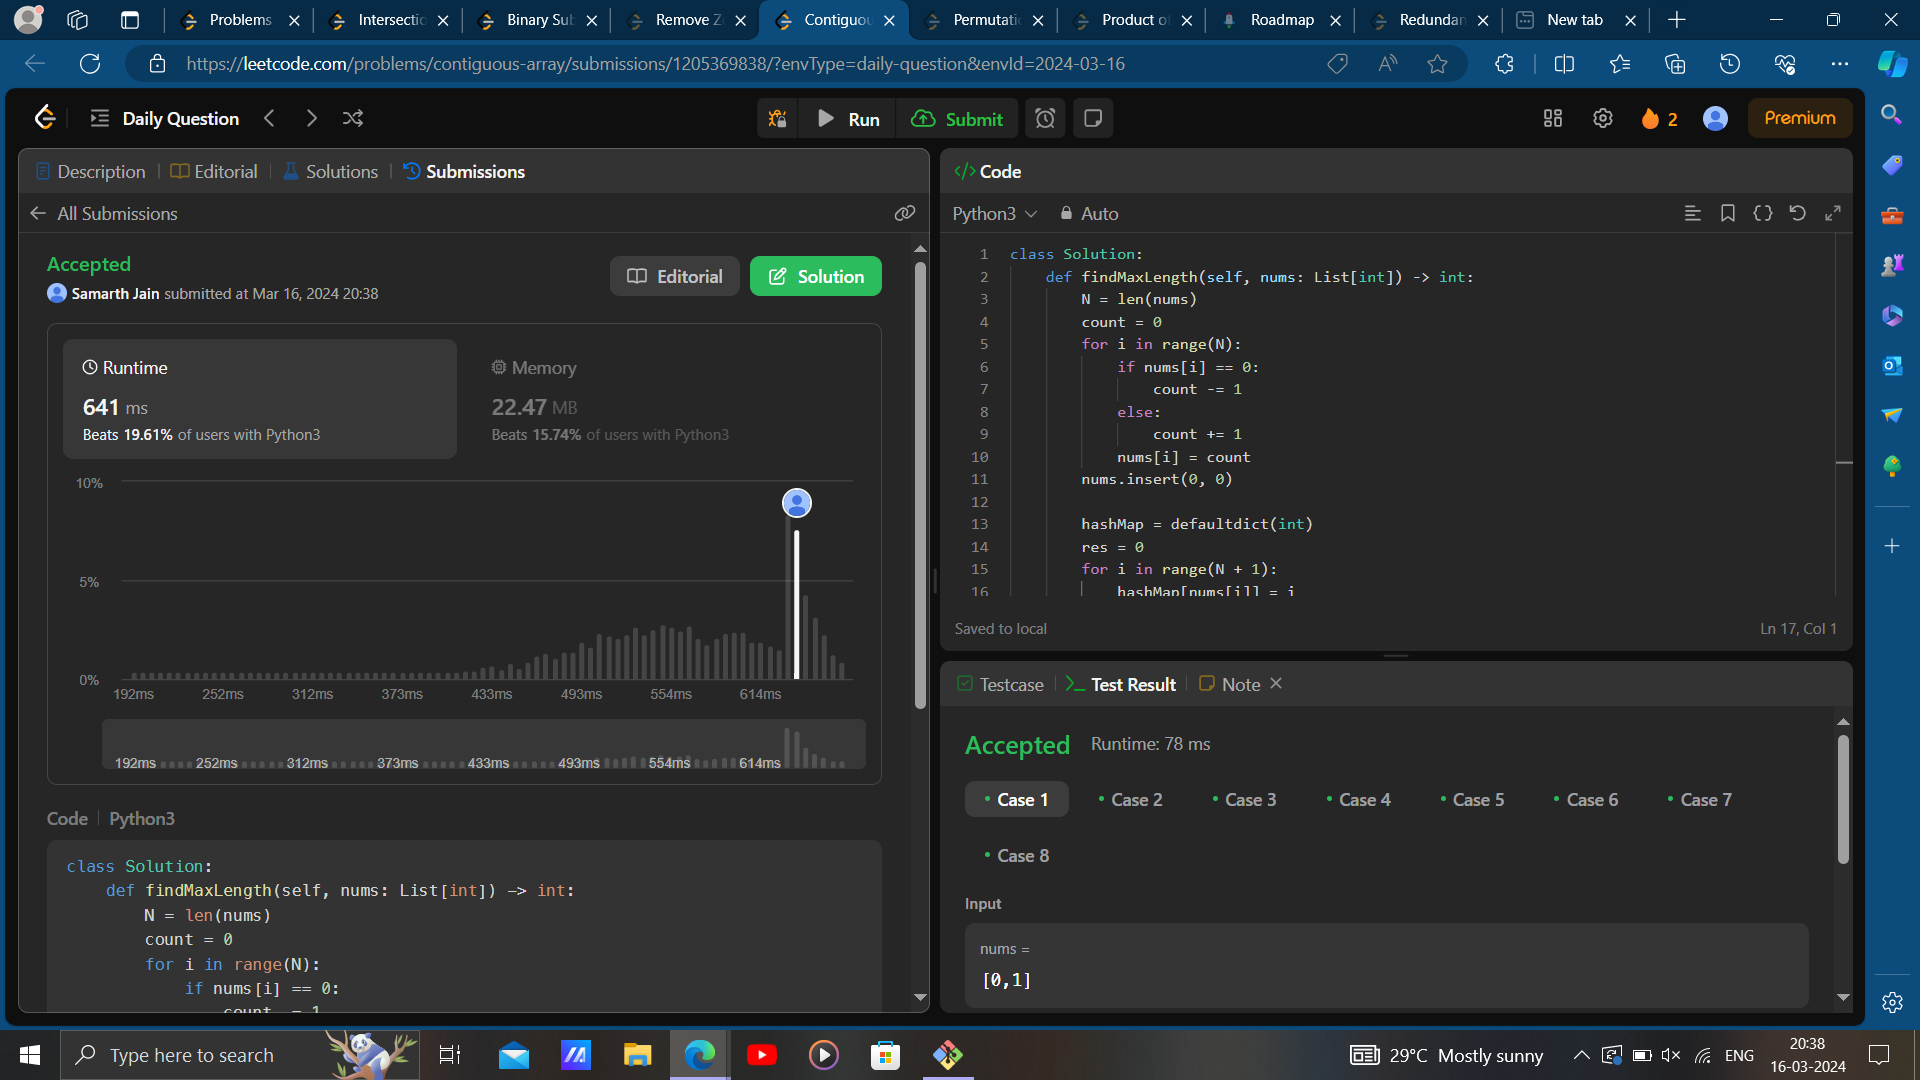 Problems
Intersectio
Binary Sub
Remove Ze
Contiguou
Permutatio
Product of
Roadmap
Redundan
New tab
https://leetcode.com/problems/contiguous-array/submissions/1205369838/?envType=daily-question&envId=2024-03-16
Daily Question
Run
Submit
2
Premium
Description
Editorial
Solutions
Submissions
All Submissions
Accepted
Samarth Jain submitted at Mar 16, 2024 20:38
Editorial
Solution
Runtime
641 ms
Beats 19.61% of users with Python3
Memory
22.47 MB
Beats 15.74% of users with Python3
10%
5%
0%
192ms 252ms 312ms 373ms 433ms 493ms 554ms 614ms
192ms 252ms 312ms 373ms 433ms 493ms 554ms 614ms
Code Python3
class Solution:
def findMaxLength(self, nums: List[int]) -> int:
N = len(nums)
count = 0
for i in range(N):
if nums[i] == 0:
count -= 1
</> Code
Python3
Auto
1 class Solution:
2 def findMaxLength(self, nums: List[int]) -> int:
3 N = len(nums)
4 count = 0
5 for i in range(N):
6 if nums[i] == 0:
7 count -= 1
8 else:
9 count += 1
10 nums[i] = count
11 nums.insert(0, 0)
12
13 hashMap = defaultdict(int)
14 res = 0
15 for i in range(N + 1):
16 hashMap[nums[i]] = i
Saved to local
Ln 17, Col 1
Testcase
Test Result
Note
Accepted Runtime: 78 ms
Case 1 Case 2 Case 3 Case 4 Case 5 Case 6 Case 7
Case 8
Input
nums =
[0,1]
Type here to search
29°C Mostly sunny
ENG
20:38
16-03-2024